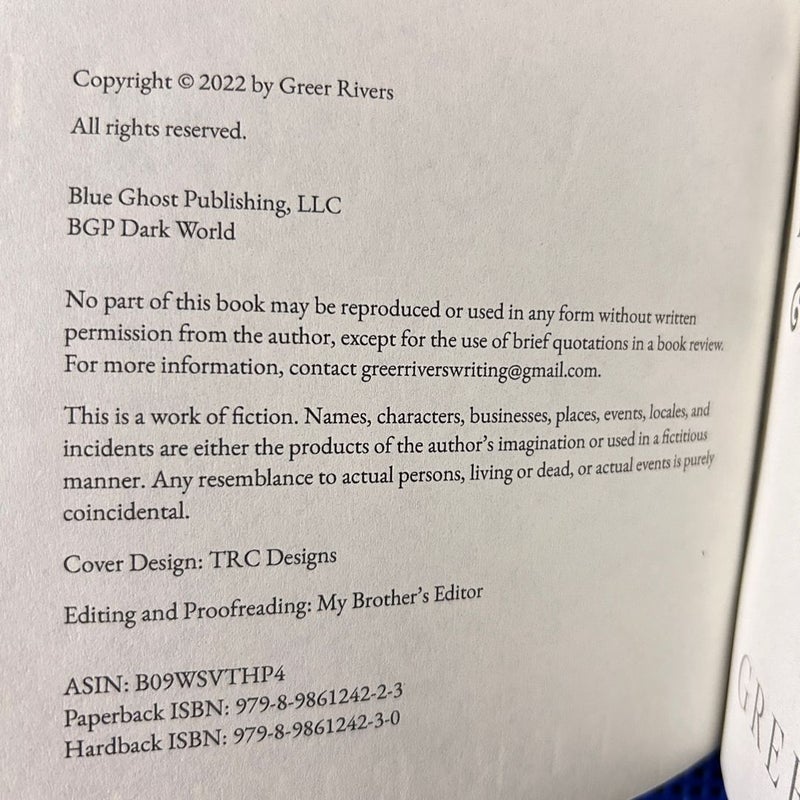 Copyright © 2022 by Greer Rivers
All rights reserved.
Blue Ghost Publishing, LLC
BGP Dark World
No part of this book may be reproduced or used in any form without written
permission from the author, except for the use of brief quotations in a book review.
For more information, contact greerriverswriting@gmail.com.
This is a work of fiction. Names, characters, businesses, places, events, locales, and
incidents are either the products of the author's imagination or used in a fictitious
manner. Any resemblance to actual persons, living or dead, or actual events is purely
coincidental.
Cover Design: TRC Designs
Editing and Proofreading: My Brother's Editor
ASIN: B09WSVTHP4
Paperback ISBN: 979-8-9861242-2-3
Hardback ISBN: 979-8-9861242-3-0